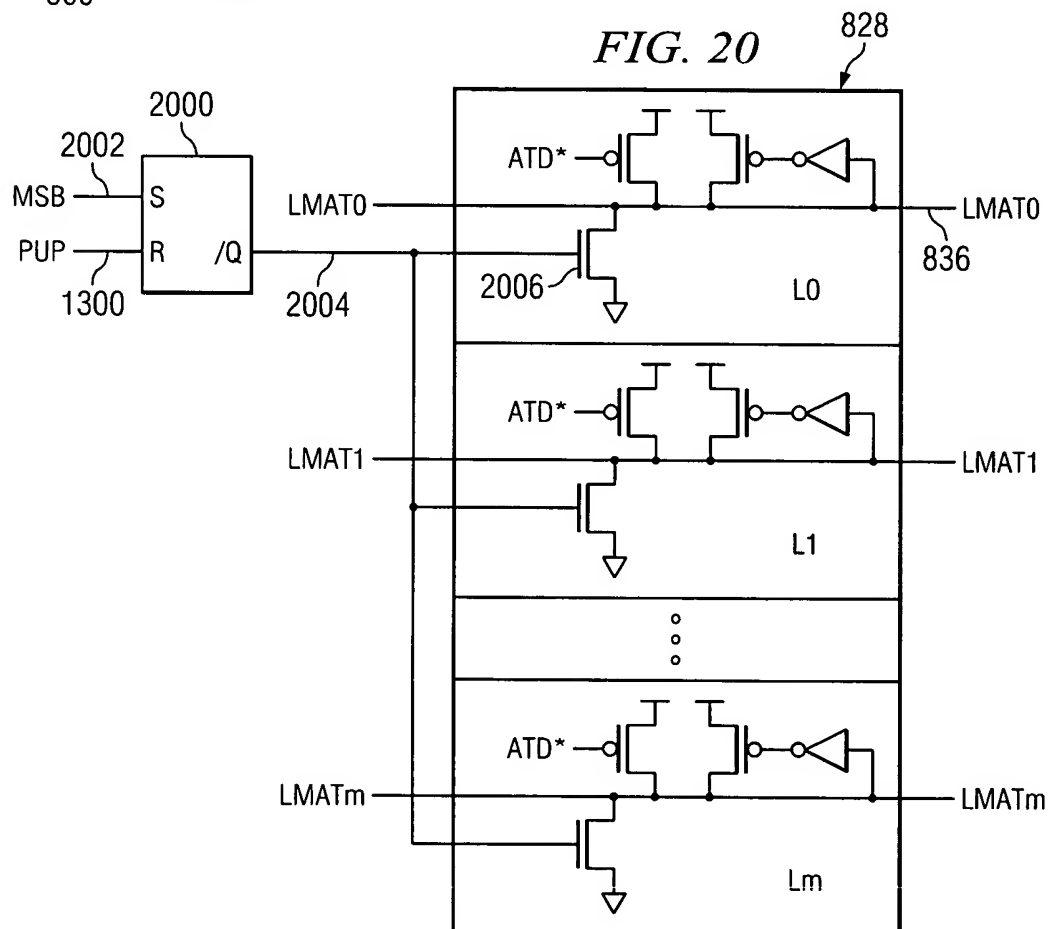 FIG. 20
828
2000
2002
MSB
S
PUP
R
/Q
1300
2004
ATD*
LMAT0
LMAT0
836
2006
L0
ATD*
LMAT1
LMAT1
L1
ATD*
LMATm
LMATm
Lm